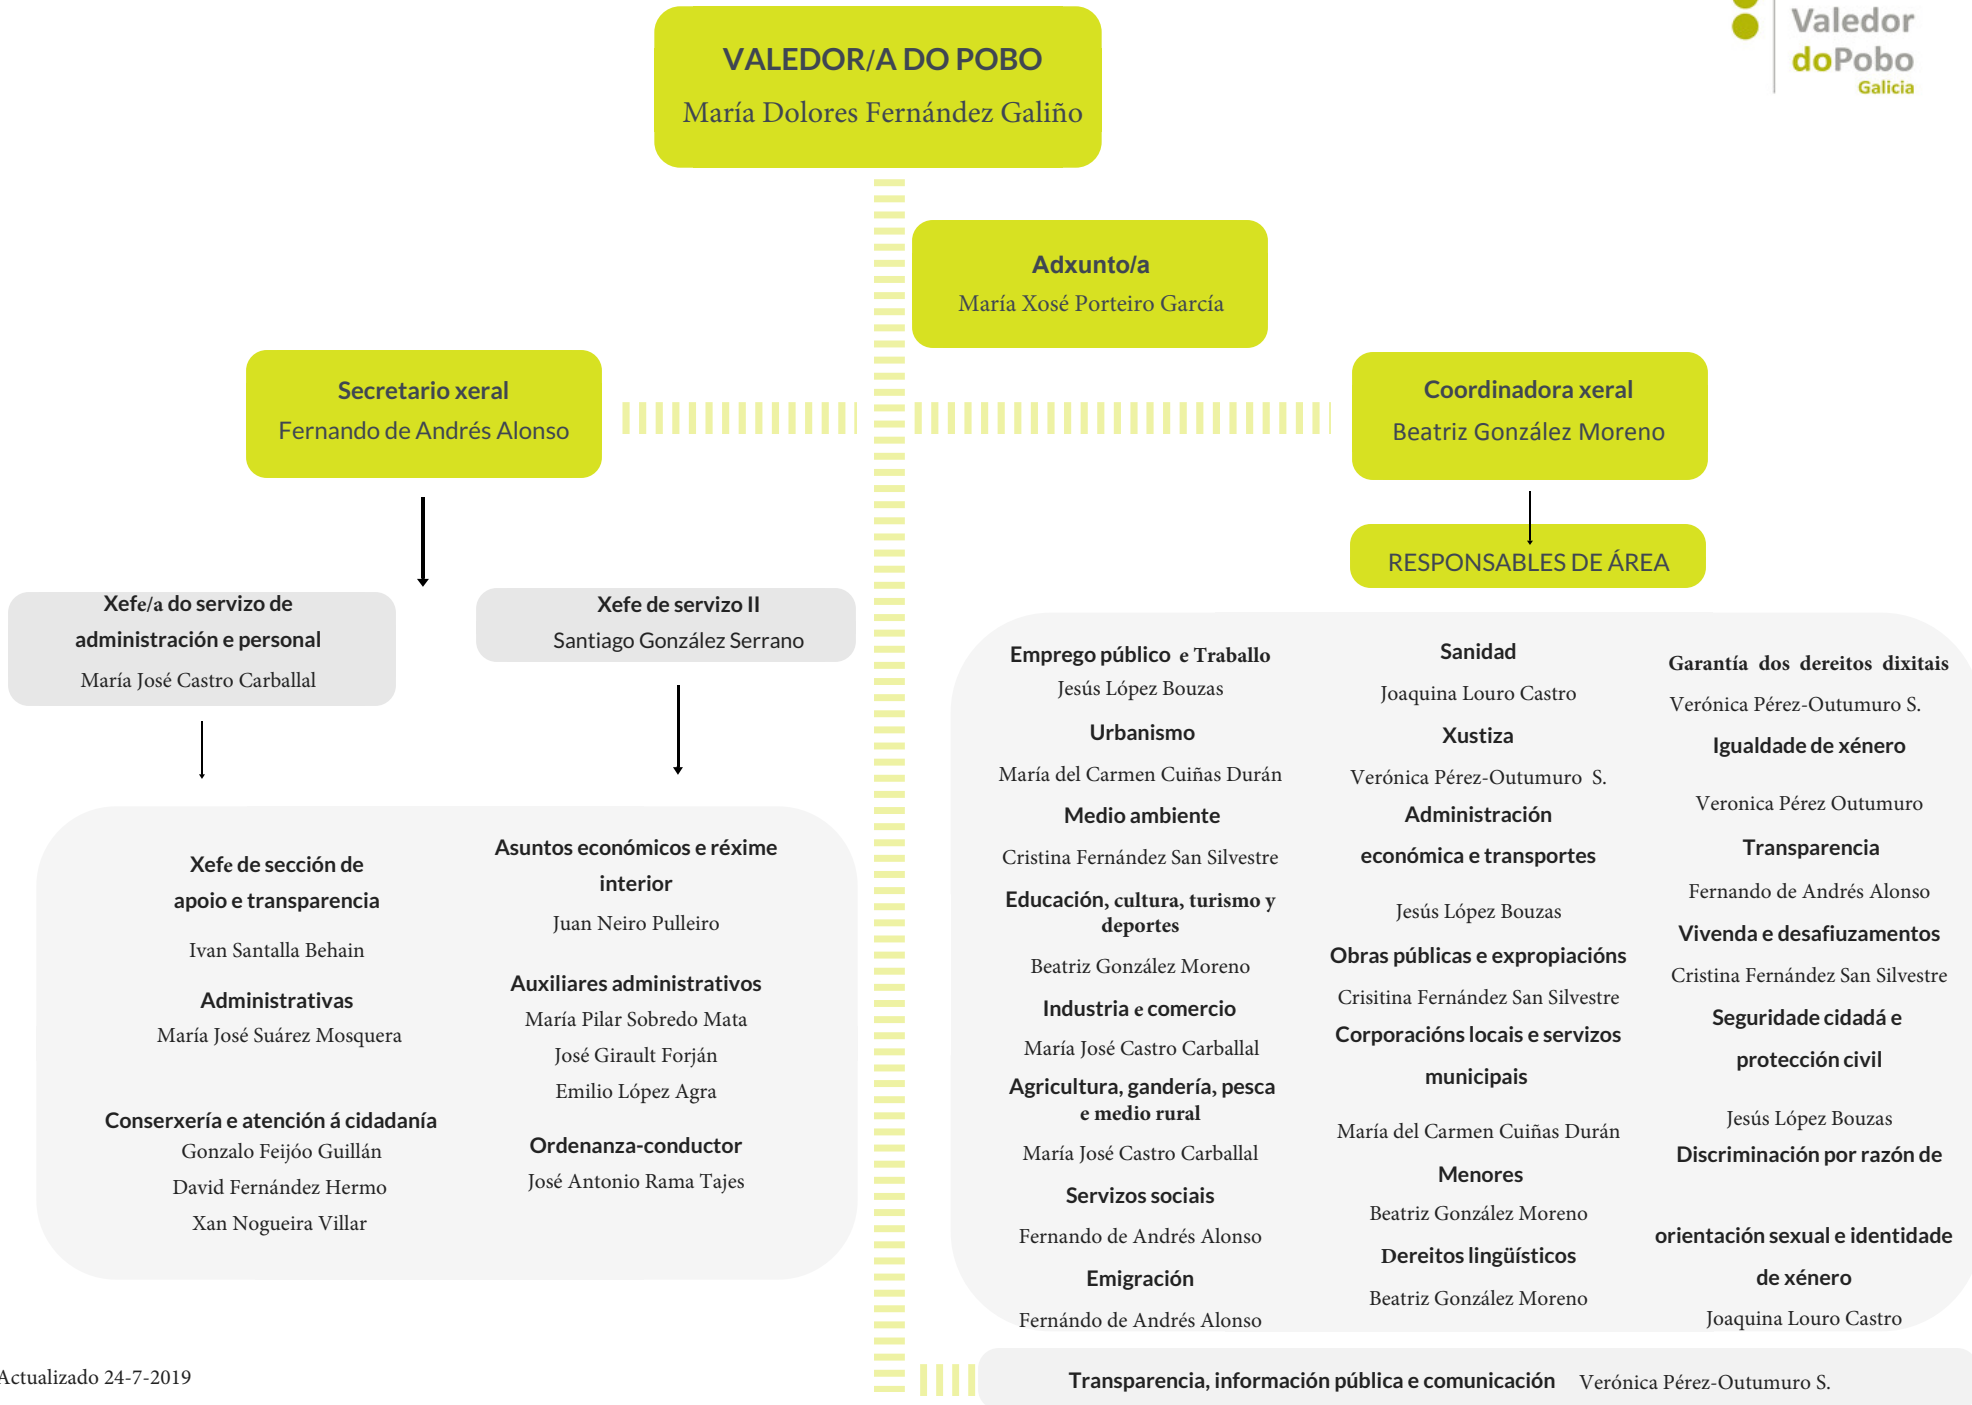 VALEDOR/A DO POBO
María Dolores Fernández Galiño
Valedor
doPobo
Galicia
Adxunto/a
María Xosé Porteiro García
Secretario xeral
Fernando de Andrés Alonso
Coordinadora xeral
Beatriz González Moreno
RESPONSABLES DE ÁREA
Xefe/a do servizo de
administración e personal
María José Castro Carballal
Xefe de servizo II
Santiago González Serrano
Xefe de sección de
apoio e transparencia
Ivan Santalla Behain
Administrativas
María José Suárez Mosquera
Conserxería e atención á cidadanía
Gonzalo Feijóo Guillán
David Fernández Hermo
Xan Nogueira Villar
Asuntos económicos e réxime
interior
Juan Neiro Pulleiro
Auxiliares administrativos
María Pilar Sobredo Mata
José Girault Forján
Emilio López Agra
Ordenanza-conductor
José Antonio Rama Tajes
Emprego público e Traballo
Jesús López Bouzas
Urbanismo
María del Carmen Cuiñas Durán
Medio ambiente
Cristina Fernández San Silvestre
Educación, cultura, turismo y
deportes
Beatriz González Moreno
Industria e comercio
María José Castro Carballal
Agricultura, gandería, pesca
e medio rural
María José Castro Carballal
Servizos sociais
Fernando de Andrés Alonso
Emigración
Fernándo de Andrés Alonso
Sanidad
Joaquina Louro Castro
Xustiza
Verónica Pérez-Outumuro S.
Administración
económica e transportes
Jesús López Bouzas
Obras públicas e expropiacións
Crisitina Fernández San Silvestre
Corporacións locais e servizos
municipais
María del Carmen Cuiñas Durán
Menores
Beatriz González Moreno
Dereitos lingüísticos
Beatriz González Moreno
Garantía dos dereitos dixitais
Verónica Pérez-Outumuro S.
Igualdade de xénero
Veronica Pérez Outumuro
Transparencia
Fernando de Andrés Alonso
Vivenda e desafiuzamentos
Cristina Fernández San Silvestre
Seguridade cidadá e
protección civil
Jesús López Bouzas
Discriminación por razón de
orientación sexual e identidade
de xénero
Joaquina Louro Castro
Transparencia, información pública e comunicación Verónica Pérez-Outumuro S.
Actualizado 24-7-2019